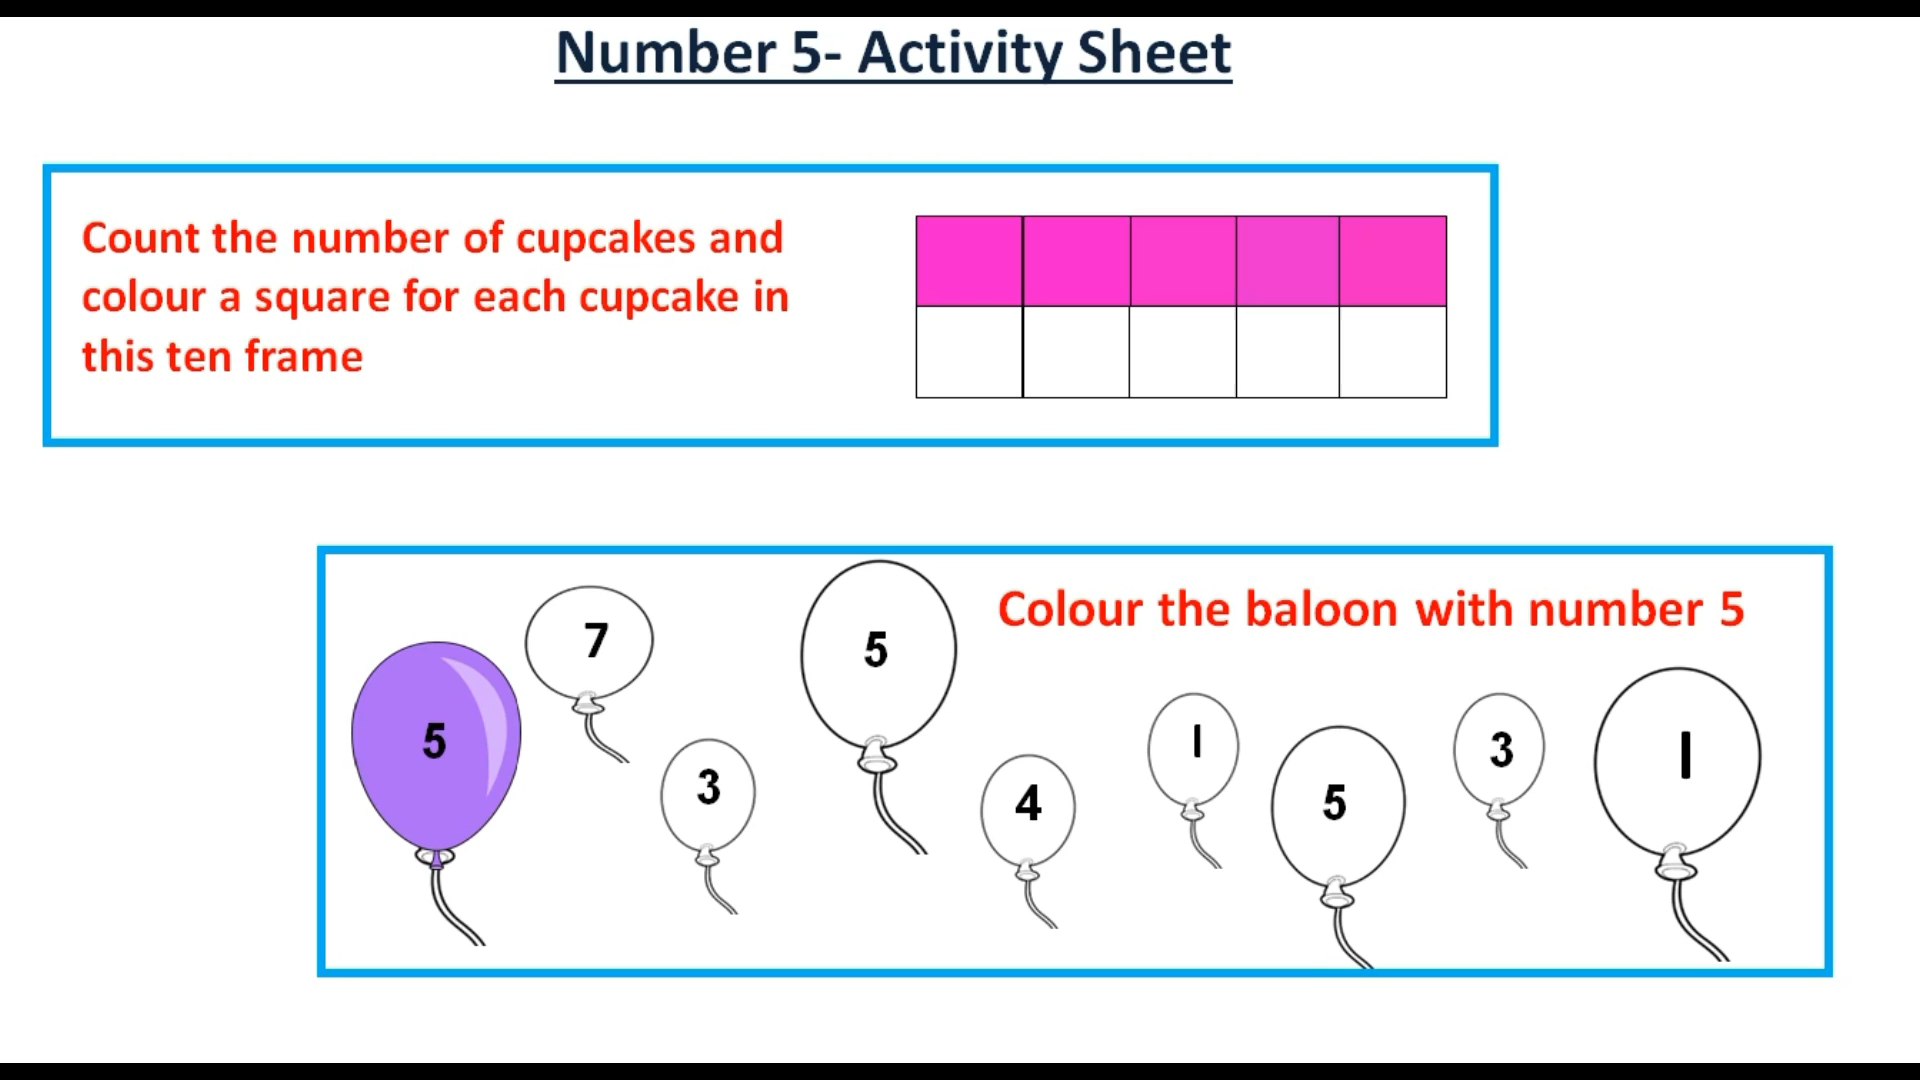 Number 5- Activity Sheet
Count the number of cupcakes and
colour a square for each cupcake in
this ten frame
Colour the baloon with number 5
5
7
3
5
4
1
5
3
1